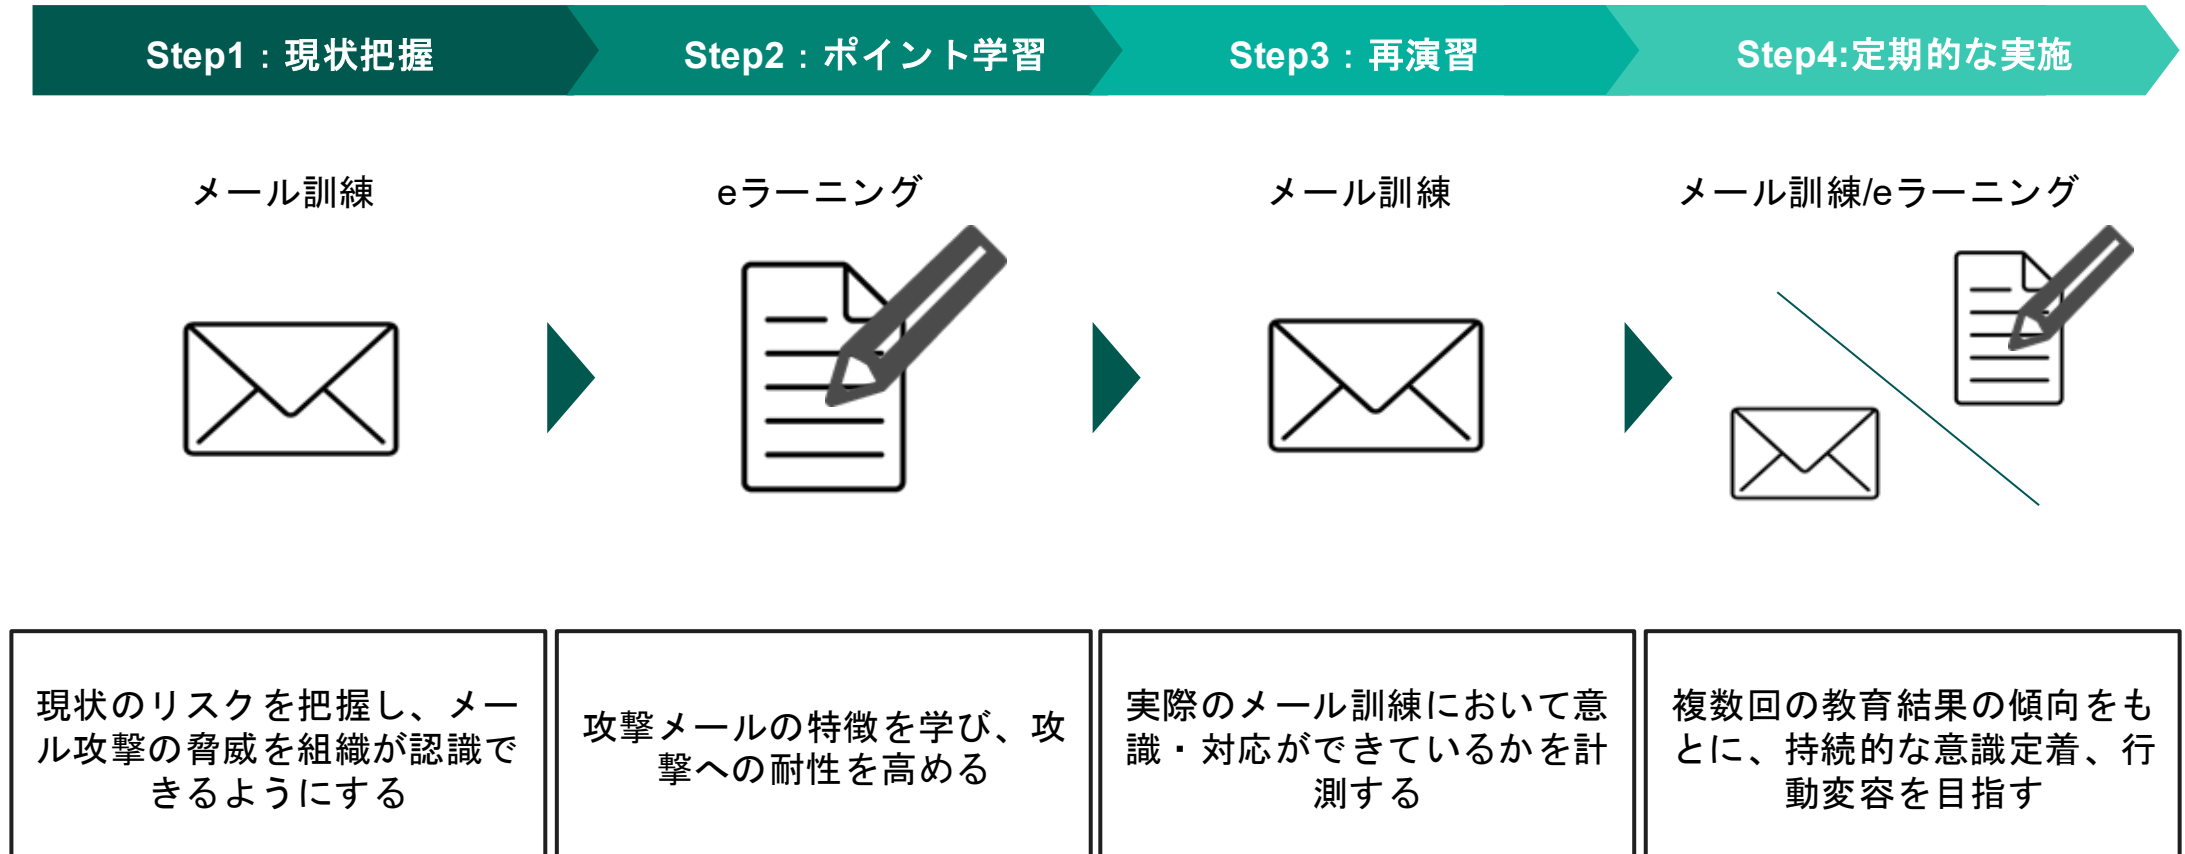 Step1：現状把握
Step2：ポイント学習
Step3：再演習
Step4:定期的な実施
メール訓練
eラーニング
メール訓練
メール訓練/eラーニング
現状のリスクを把握し、メー
ル攻撃の脅威を組織が認識で
きるようにする
攻撃メールの特徴を学び、攻
撃への耐性を高める
実際のメール訓練において意
識・対応ができているかを計
測する
複数回の教育結果の傾向をも
とに、持続的な意識定着、行
動変容を目指す